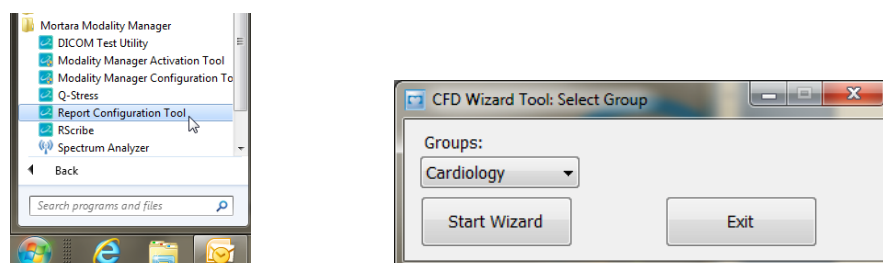 Mortara Modality Manager
DICOM Test Utility
Modality Manager Activation Tool
Modality Manager Configuration To
Q-Stress
Report Configuration Tool
RScribe
Spectrum Analyzer
Back
Search programs and files
CFD Wizard Tool: Select Group
Groups:
Cardiology
Start Wizard
Exit